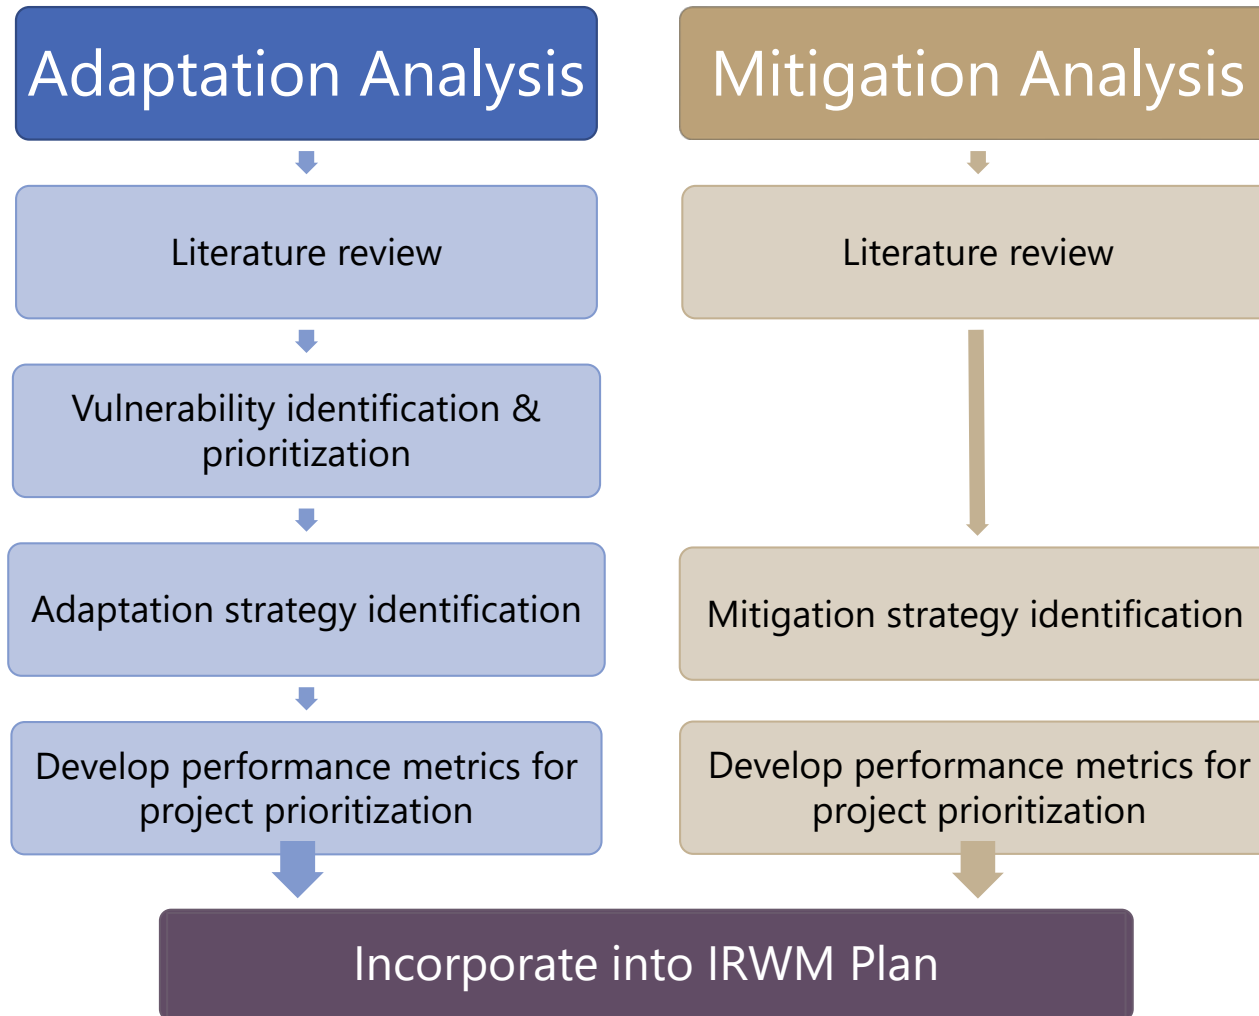 Adaptation Analysis
Literature review
Vulnerability identification &
prioritization
Adaptation strategy identification
Develop performance metrics for
project prioritization
Mitigation Analysis
Literature review
Mitigation strategy identification
Develop performance metrics for
project prioritization
Incorporate into IRWM Plan